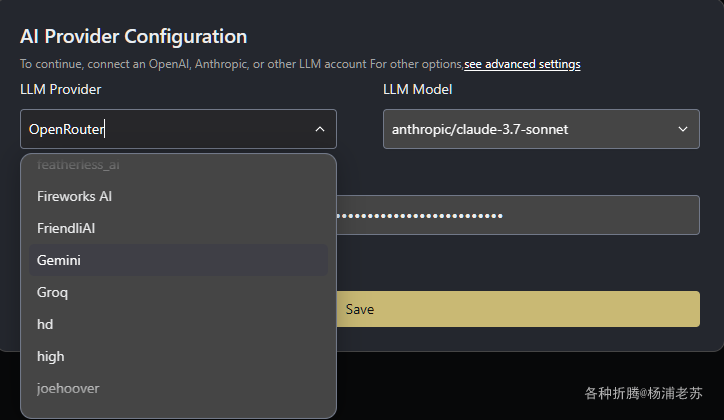 AI Provider Configuration
To continue, connect an OpenAI, Anthropic, or other LLM account For other options,see advanced settings
LLM Provider
LLM Model
OpenRouter
anthropic/claude-3.7-sonnet
featherless_ai
Fireworks AI
FriendliAI
Gemini
Groq
hd
high
joehoover
Save
各种折腾@杨浦老苏